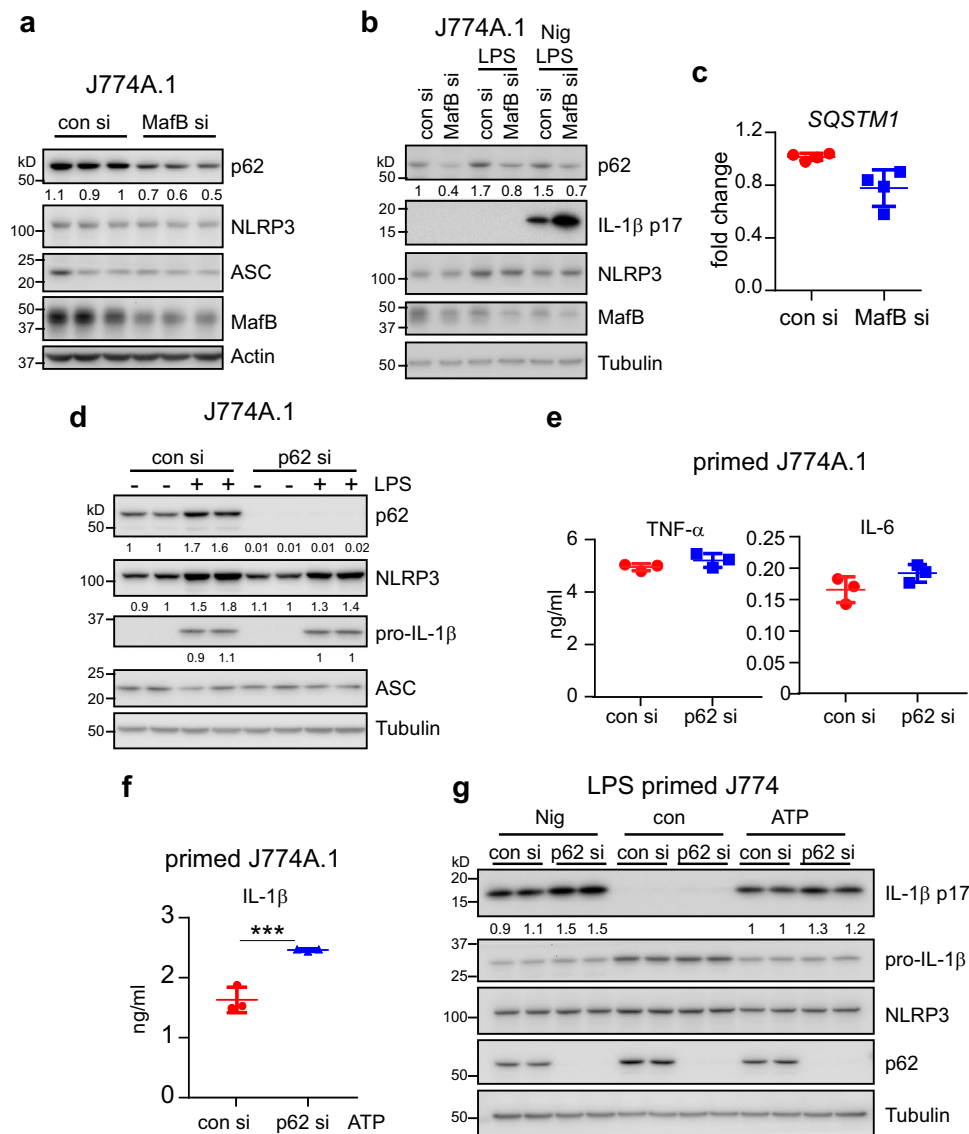 a
J774A.1
con si MafB si
kD
50
p62
1.1 0.9 1 0.7 0.6 0.5
100
NLRP3
25
20
ASC
50
37
MafB
37
Actin
b
J774A.1
Nig
LPS LPS
con si MafB si con si MafB si con si MafB si
kD
50
p62
1 0.4 1.7 0.8 1.5 0.7
20
15
IL-1β p17
100
NLRP3
50
37
MafB
50
Tubulin
c
SQSTM1
fold change
1.2
0.8
0.4
0.0
con si MafB si
d
J774A.1
con si p62 si
- - + + - - + + LPS
kD
50
p62
1 1 1.7 1.6 0.01 0.01 0.01 0.02
100
NLRP3
0.9 1 1.5 1.8 1.1 1 1.3 1.4
37
pro-IL-1β
0.9 1.1 1 1
25
20
ASC
50
Tubulin
e
primed J774A.1
TNF-α
ng/ml
6
4
2
0
con si p62 si
IL-6
0.25
0.20
0.15
0.10
0.05
0.00
con si p62 si
f
primed J774A.1
IL-1β
***
ng/ml
3
2
1
0
con si p62 si ATP
g
LPS primed J774
Nig con ATP
con si p62 si con si p62 si con si p62 si
kD
20
15
IL-1β p17
0.9 1.1 1.5 1.5 1 1 1.3 1.2
37
25
pro-IL-1β
100
NLRP3
50
p62
50
Tubulin